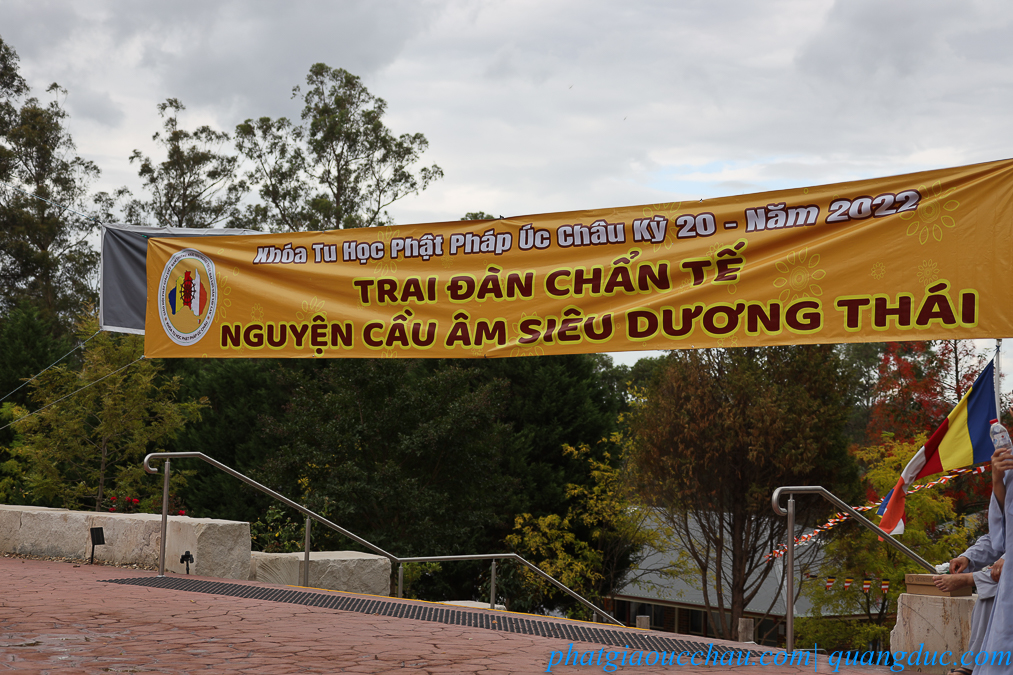 Khóa Tu Học Phật Pháp Úc Châu Kỳ 20 - Năm 2022
TRAI ĐÀN CHẨN TẾ
NGUYỆN CẦU ÂM SIÊU DƯƠNG THÁI
phatgiaoucchau.com | quangduc.com